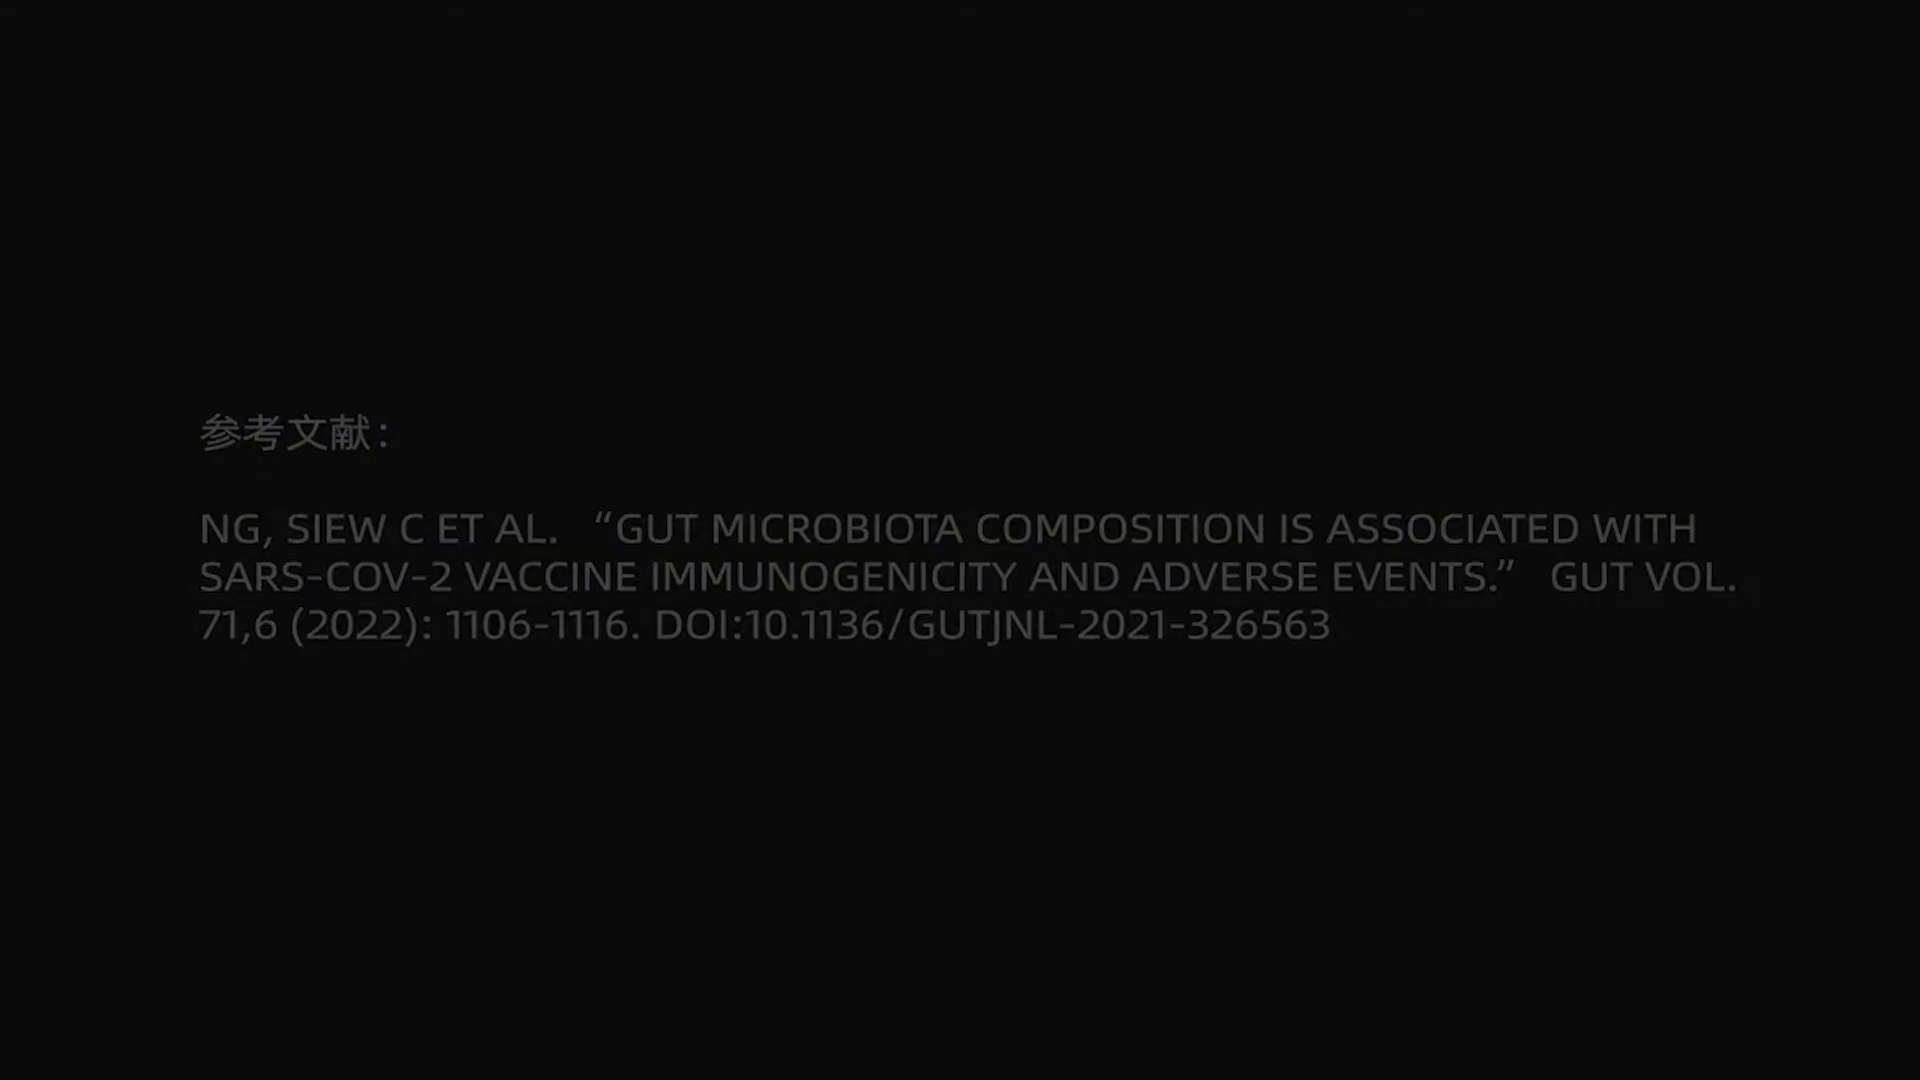 参考文献：
NG, SIEW C ET AL. “GUT MICROBIOTA COMPOSITION IS ASSOCIATED WITH
SARS-COV-2 VACCINE IMMUNOGENICITY AND ADVERSE EVENTS.” GUT VOL.
71,6 (2022): 1106-1116. DOI:10.1136/GUTJNL-2021-326563